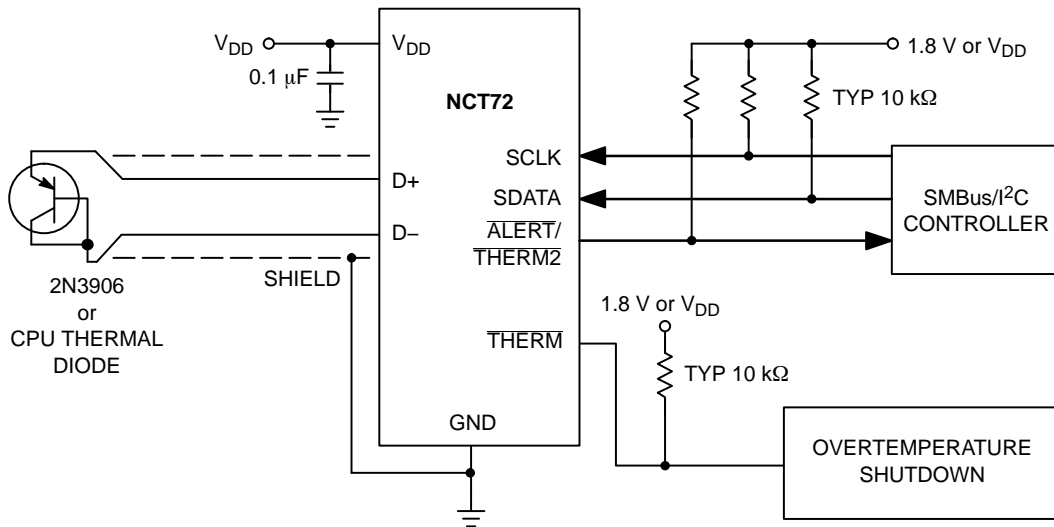 V_DD
V_DD
0.1 μF
NCT72
1.8 V or V_DD
TYP 10 kΩ
SCLK
D+
SDATA
SMBus/I²C
CONTROLLER
D−
ALERT/
THERM2
SHIELD
2N3906
or
CPU THERMAL
DIODE
1.8 V or V_DD
THERM
TYP 10 kΩ
GND
OVERTEMPERATURE
SHUTDOWN